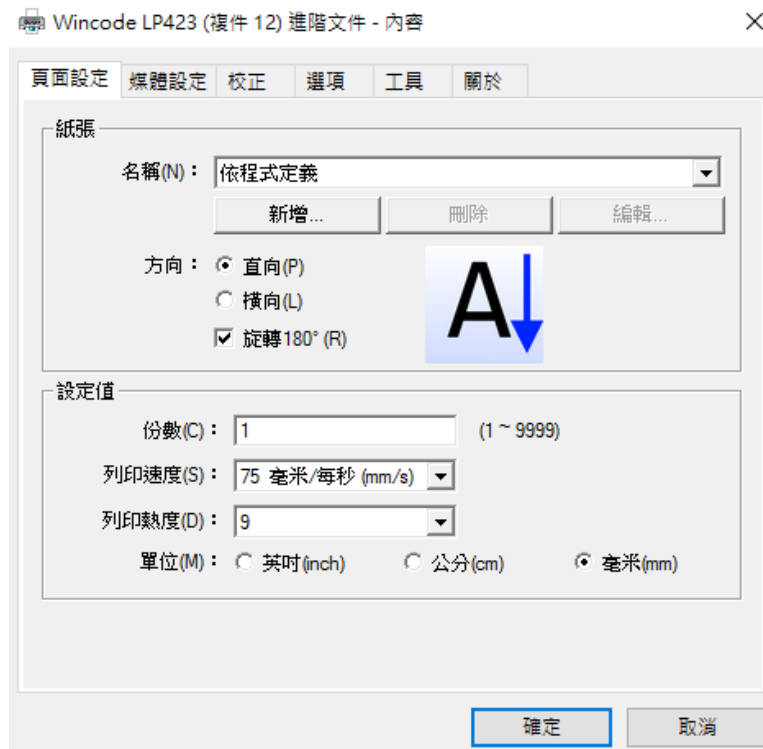 Wincode LP423 (複件 12) 進階文件 - 內容
頁面設定 媒體設定 校正 選項 工具 關於
紙張
名稱(N)： 依程式定義
新增... 刪除 編輯...
方向： 直向(P)
橫向(L)
旋轉180° (R)
A
設定值
份數(C)： 1 (1 ~ 9999)
列印速度(S)： 75 毫米/每秒 (mm/s)
列印熱度(D)： 9
單位(M)： 英吋(inch) 公分(cm) 毫米(mm)
確定 取消